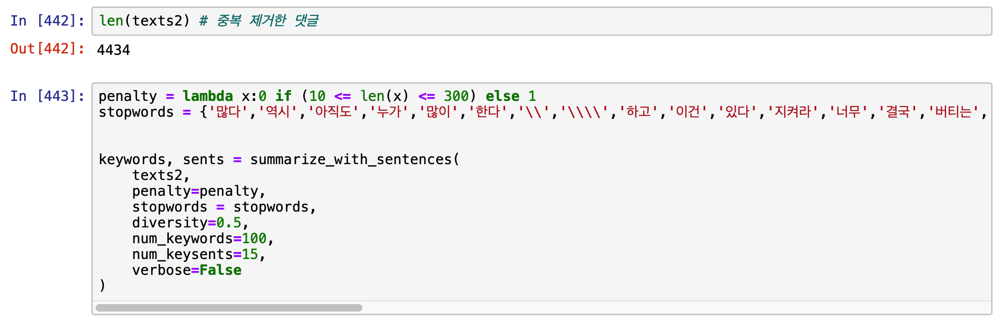 In [442]: len(texts2) # 중복 제거한 댓글
Out[442]: 4434
In [443]: penalty = lambda x:0 if (10 <= len(x) <= 300) else 1
stopwords = {'많다','역시','아직도','누가','많이','한다','\\','\\\\','하고','이건','있다','지켜라','너무','결국','버티는',
keywords, sents = summarize_with_sentences(
    texts2,
    penalty=penalty,
    stopwords = stopwords,
    diversity=0.5,
    num_keywords=100,
    num_keysents=15,
    verbose=False
)